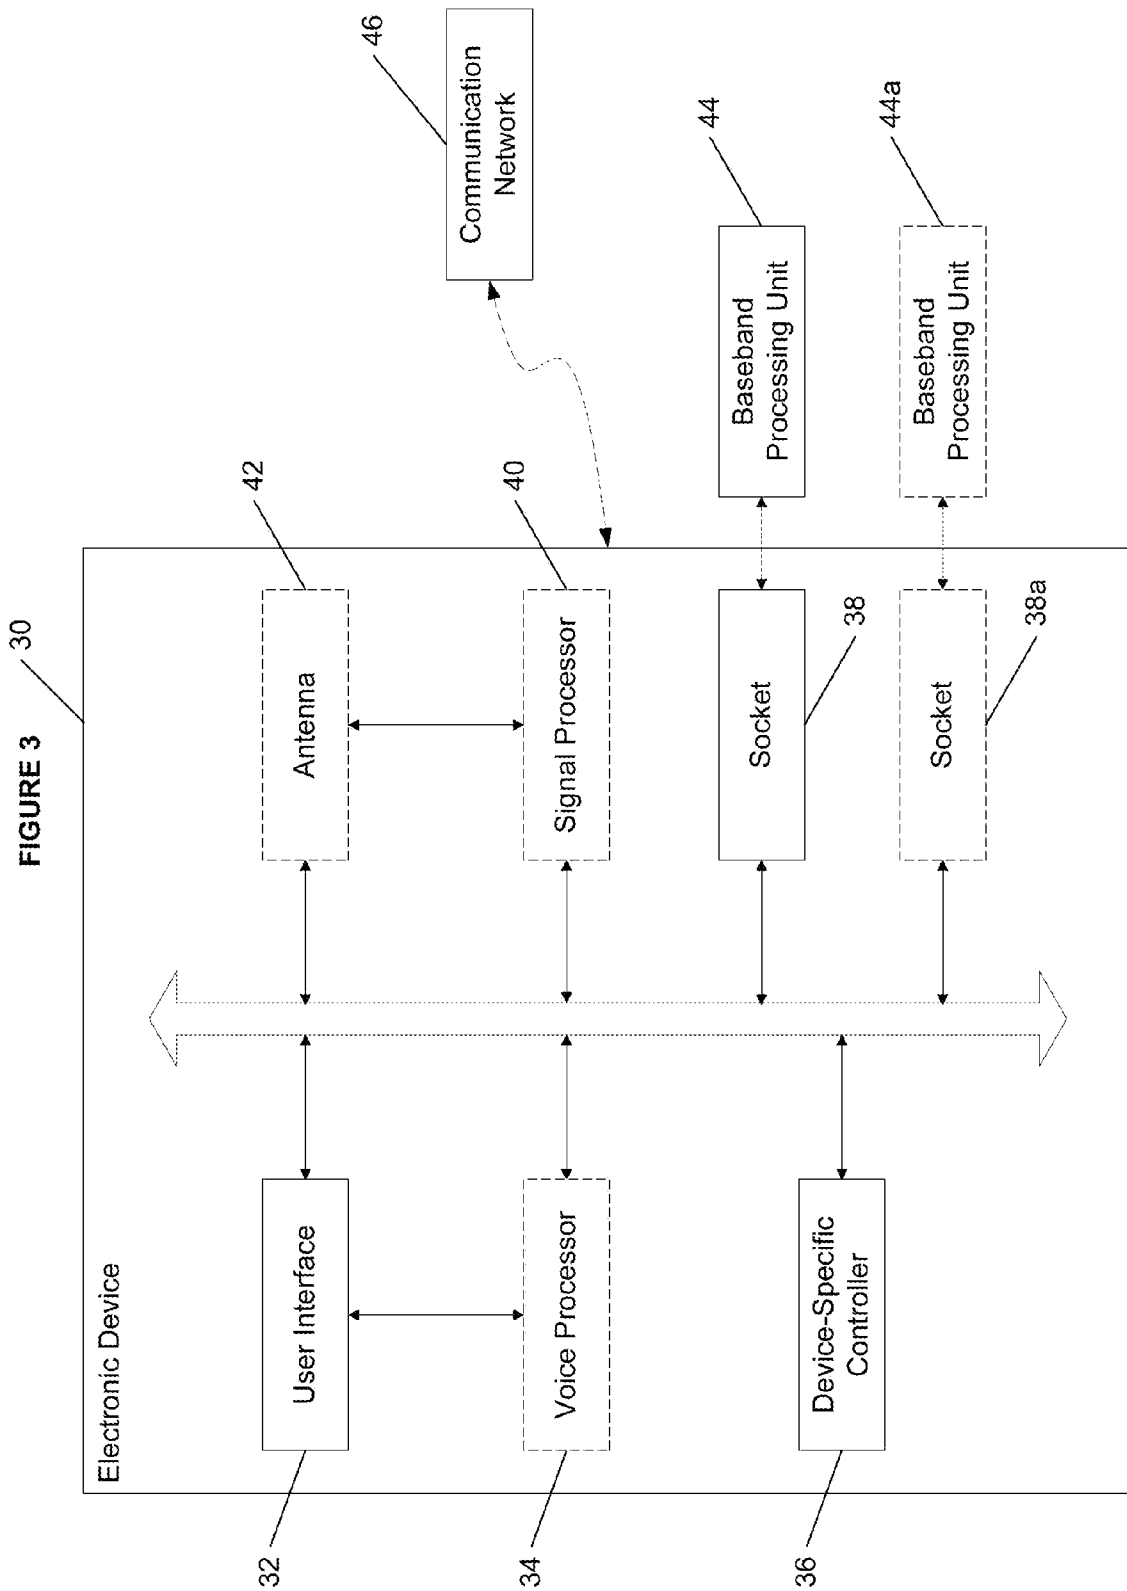 FIGURE 3
30
Electronic Device
32
User Interface
42
Antenna
46
Communication
Network
34
Voice Processor
40
Signal Processor
36
Device-Specific
Controller
38
Socket
44
Baseband
Processing Unit
38a
Socket
44a
Baseband
Processing Unit